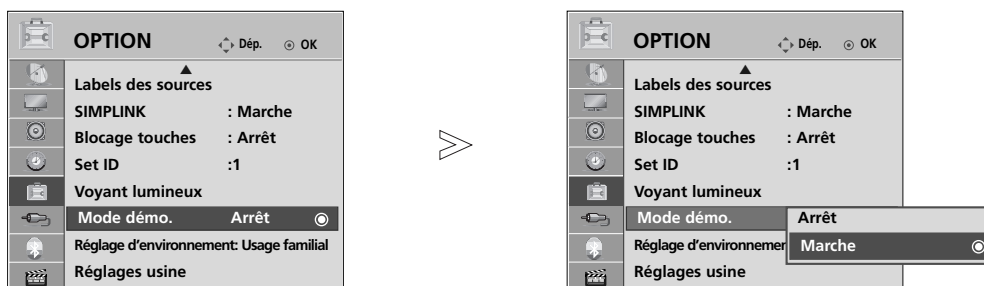 OPTION Dép. OK
Labels des sources
SIMPLINK : Marche
Blocage touches : Arrêt
Set ID :1
Voyant lumineux
Mode démo. Arrêt
Réglage d'environnement: Usage familial
Réglages usine
OPTION Dép. OK
Labels des sources
SIMPLINK : Marche
Blocage touches : Arrêt
Set ID :1
Voyant lumineux
Mode démo. Arrêt
Réglage d'environnemen Marche
Réglages usine